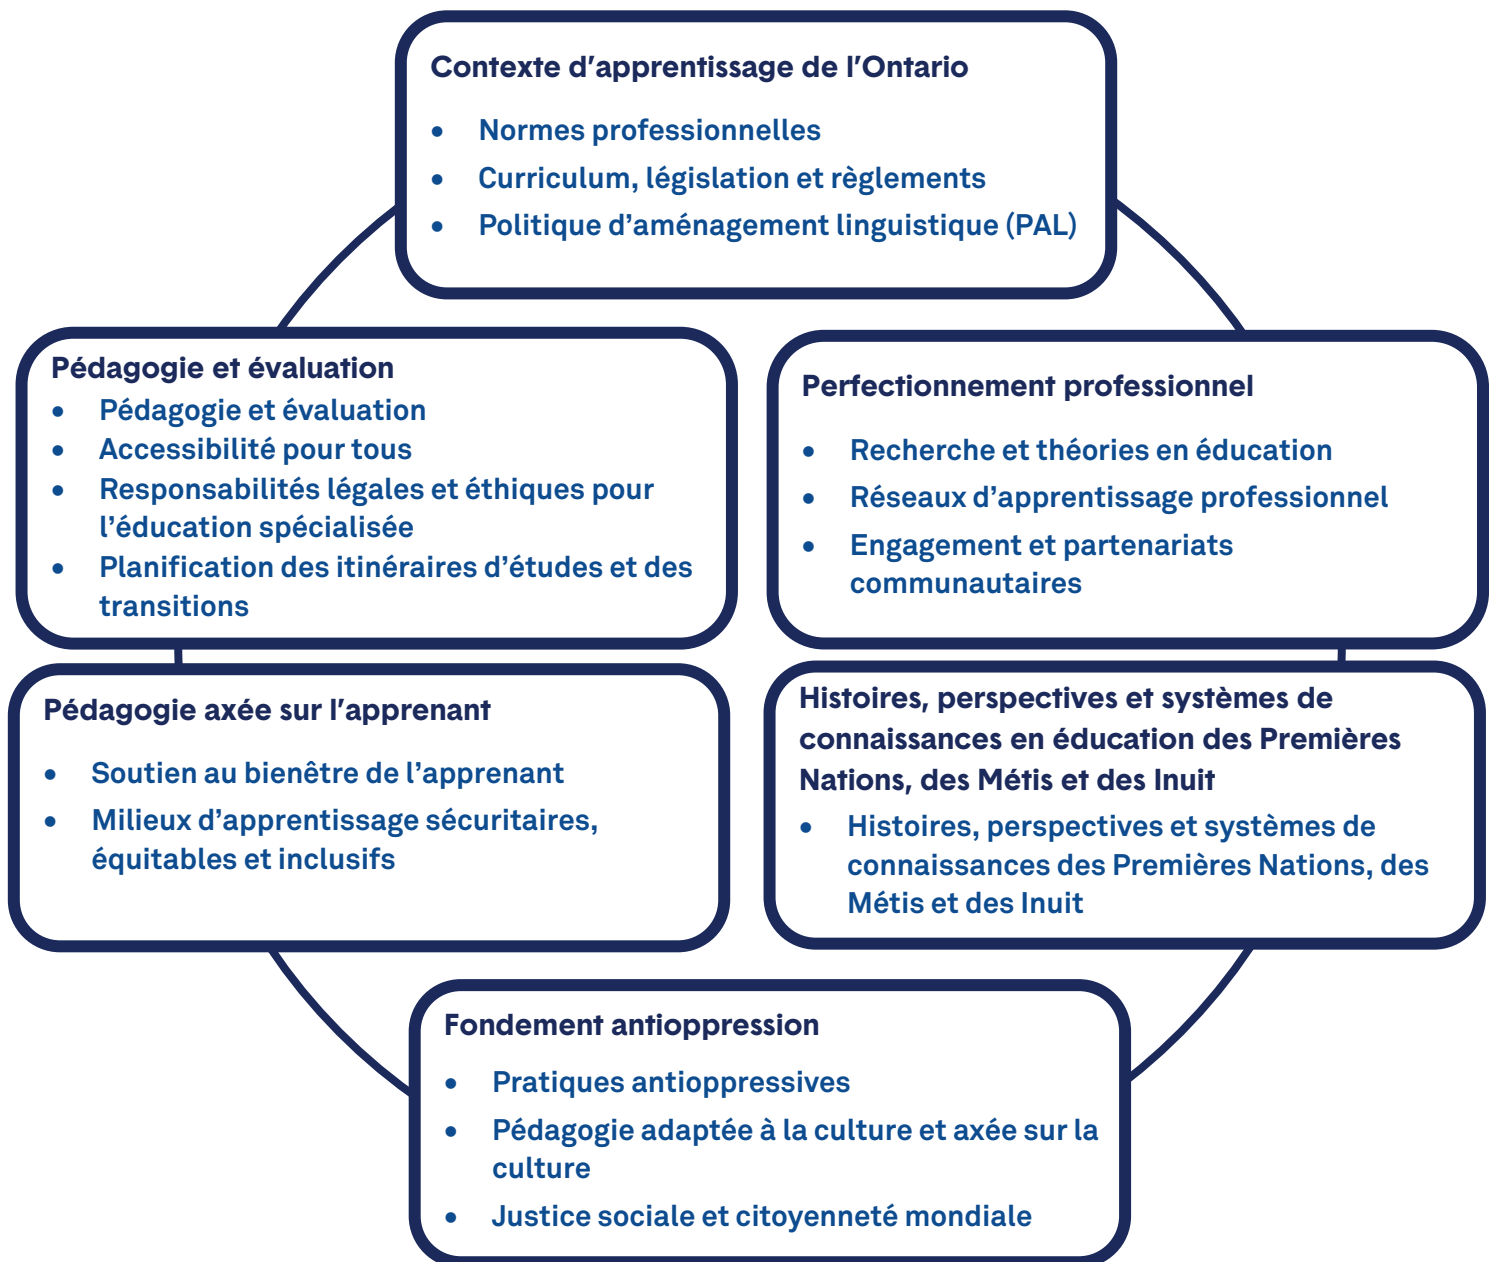 Contexte d'apprentissage de l'Ontario
• Normes professionnelles
• Curriculum, législation et règlements
• Politique d'aménagement linguistique (PAL)
Pédagogie et évaluation
• Pédagogie et évaluation
• Accessibilité pour tous
• Responsabilités légales et éthiques pour
l'éducation spécialisée
• Planification des itinéraires d'études et des
transitions
Perfectionnement professionnel
• Recherche et théories en éducation
• Réseaux d'apprentissage professionnel
• Engagement et partenariats
communautaires
Pédagogie axée sur l'apprenant
• Soutien au bienêtre de l'apprenant
• Milieux d'apprentissage sécuritaires,
équitables et inclusifs
Histoires, perspectives et systèmes de
connaissances en éducation des Premières
Nations, des Métis et des Inuit
• Histoires, perspectives et systèmes de
connaissances des Premières Nations, des
Métis et des Inuit
Fondement antioppression
• Pratiques antioppressives
• Pédagogie adaptée à la culture et axée sur la
culture
• Justice sociale et citoyenneté mondiale